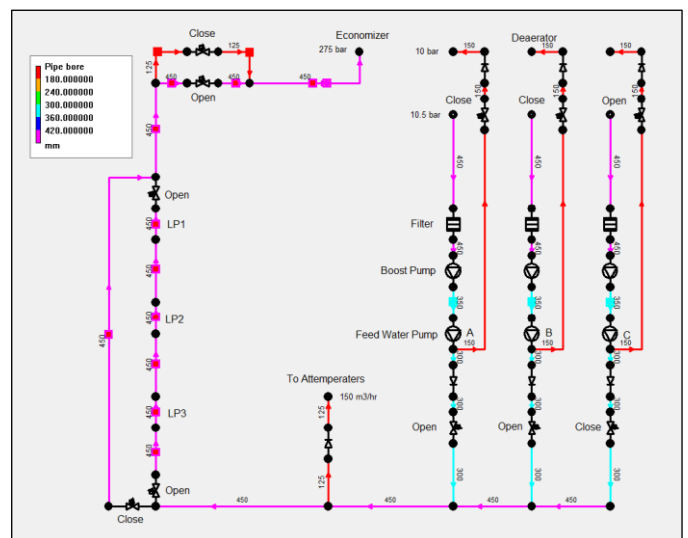 Close
Economizer
Deaerator
Pipe bore
180.000000
240.000000
300.000000
360.000000
420.000000
mm
125
125
275 bar
10 bar
150
150
150
125
450
450
450
Open
150
150
150
Close
Close
Open
10.5 bar
450
450
450
450
Open
450
LP1
Filter
450
450
450
450
Boost Pump
350
350
350
450
LP2
Feed Water Pump
A
B
C
150
150
150
450
300
300
300
450
To Attemperaters
150 m3/hr
125
450
LP3
Open
Open
Close
450
300
300
300
Open
125
Close
450
450
450
450